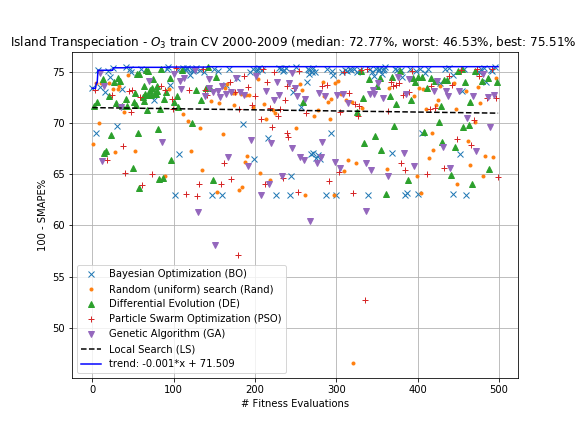 Island Transpeciation - O3 train CV 2000-2009 (median: 72.77%, worst: 46.53%, best: 75.51%
100 - SMAPE%
75
70
65
60
55
50
Bayesian Optimization (BO)
Random (uniform) search (Rand)
Differential Evolution (DE)
Particle Swarm Optimization (PSO)
Genetic Algorithm (GA)
Local Search (LS)
trend: -0.001*x + 71.509
0 100 200 300 400 500
# Fitness Evaluations